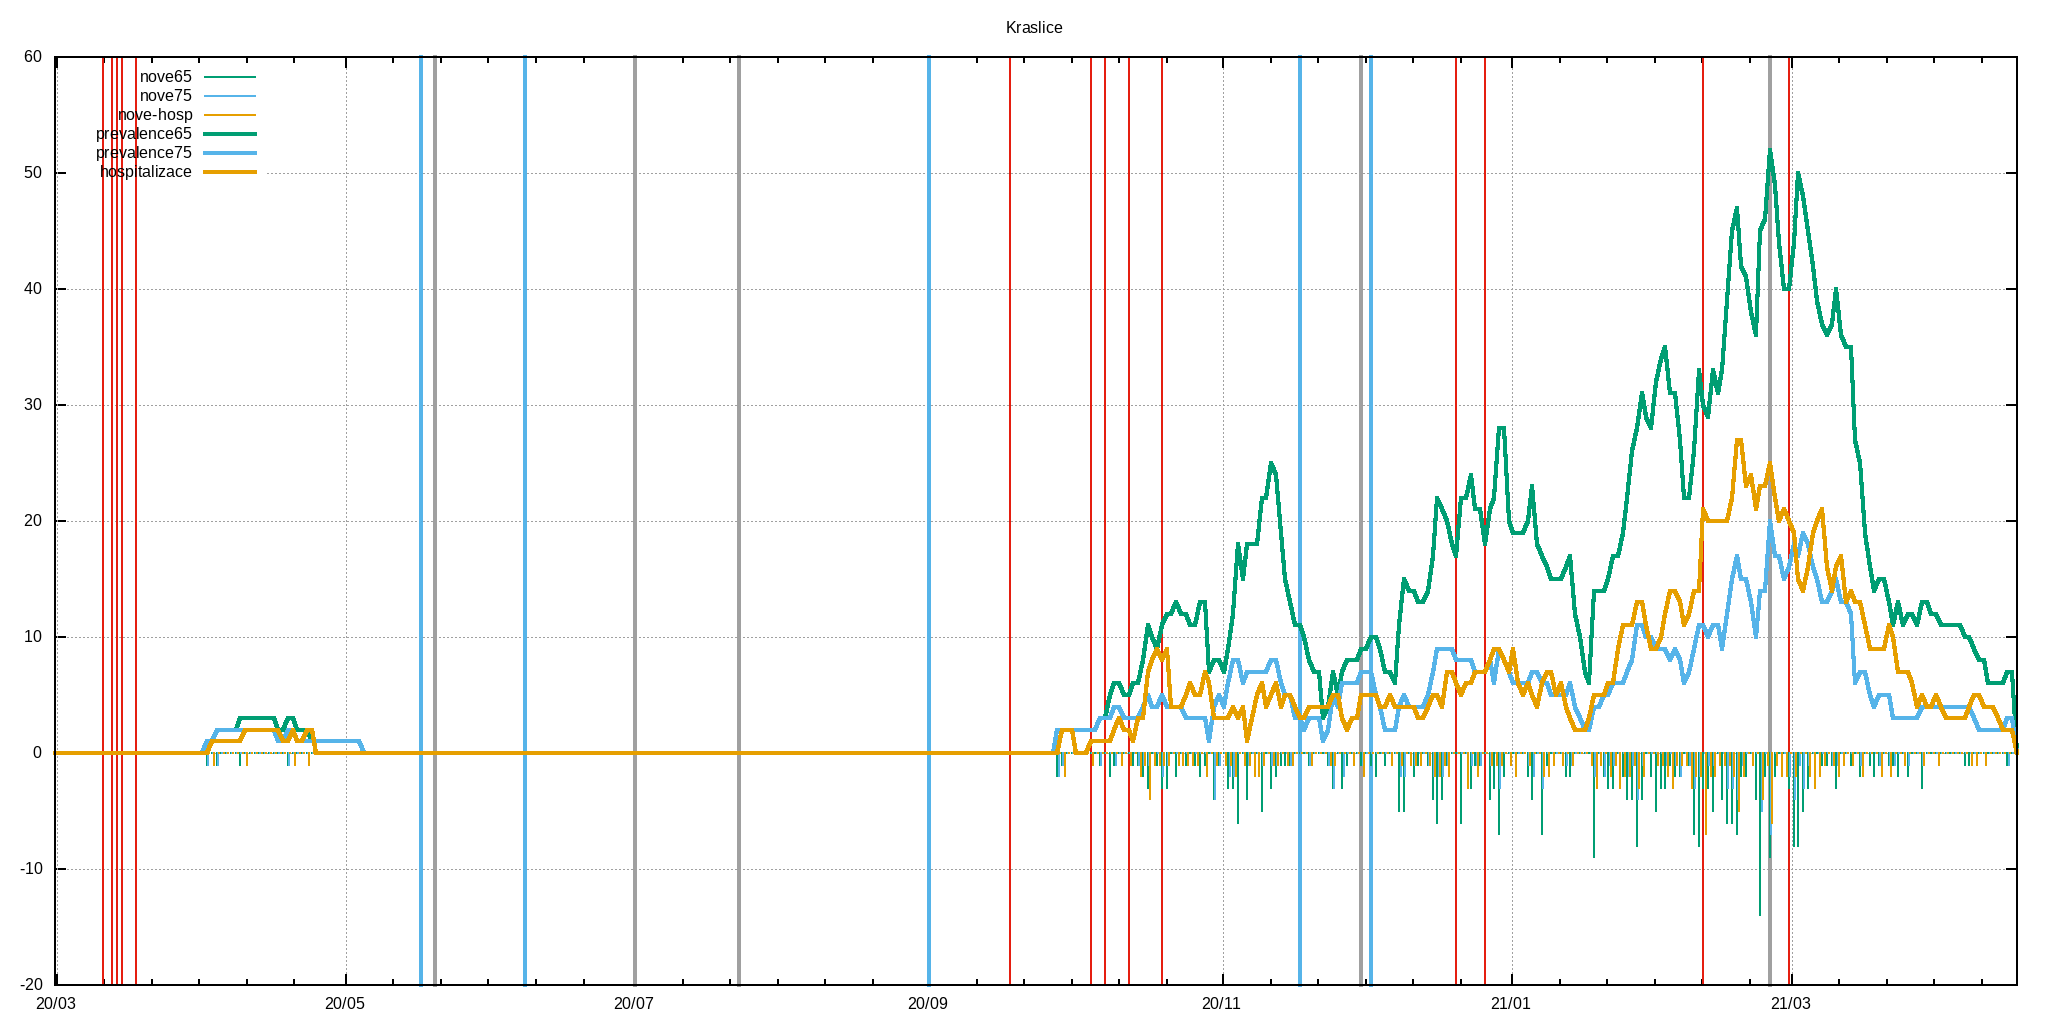 Kraslice
60
50
40
30
20
10
0
-10
-20
nove65
nove75
nove-hosp
prevalence65
prevalence75
hospitalizace
20/03 20/05 20/07 20/09 20/11 21/01 21/03